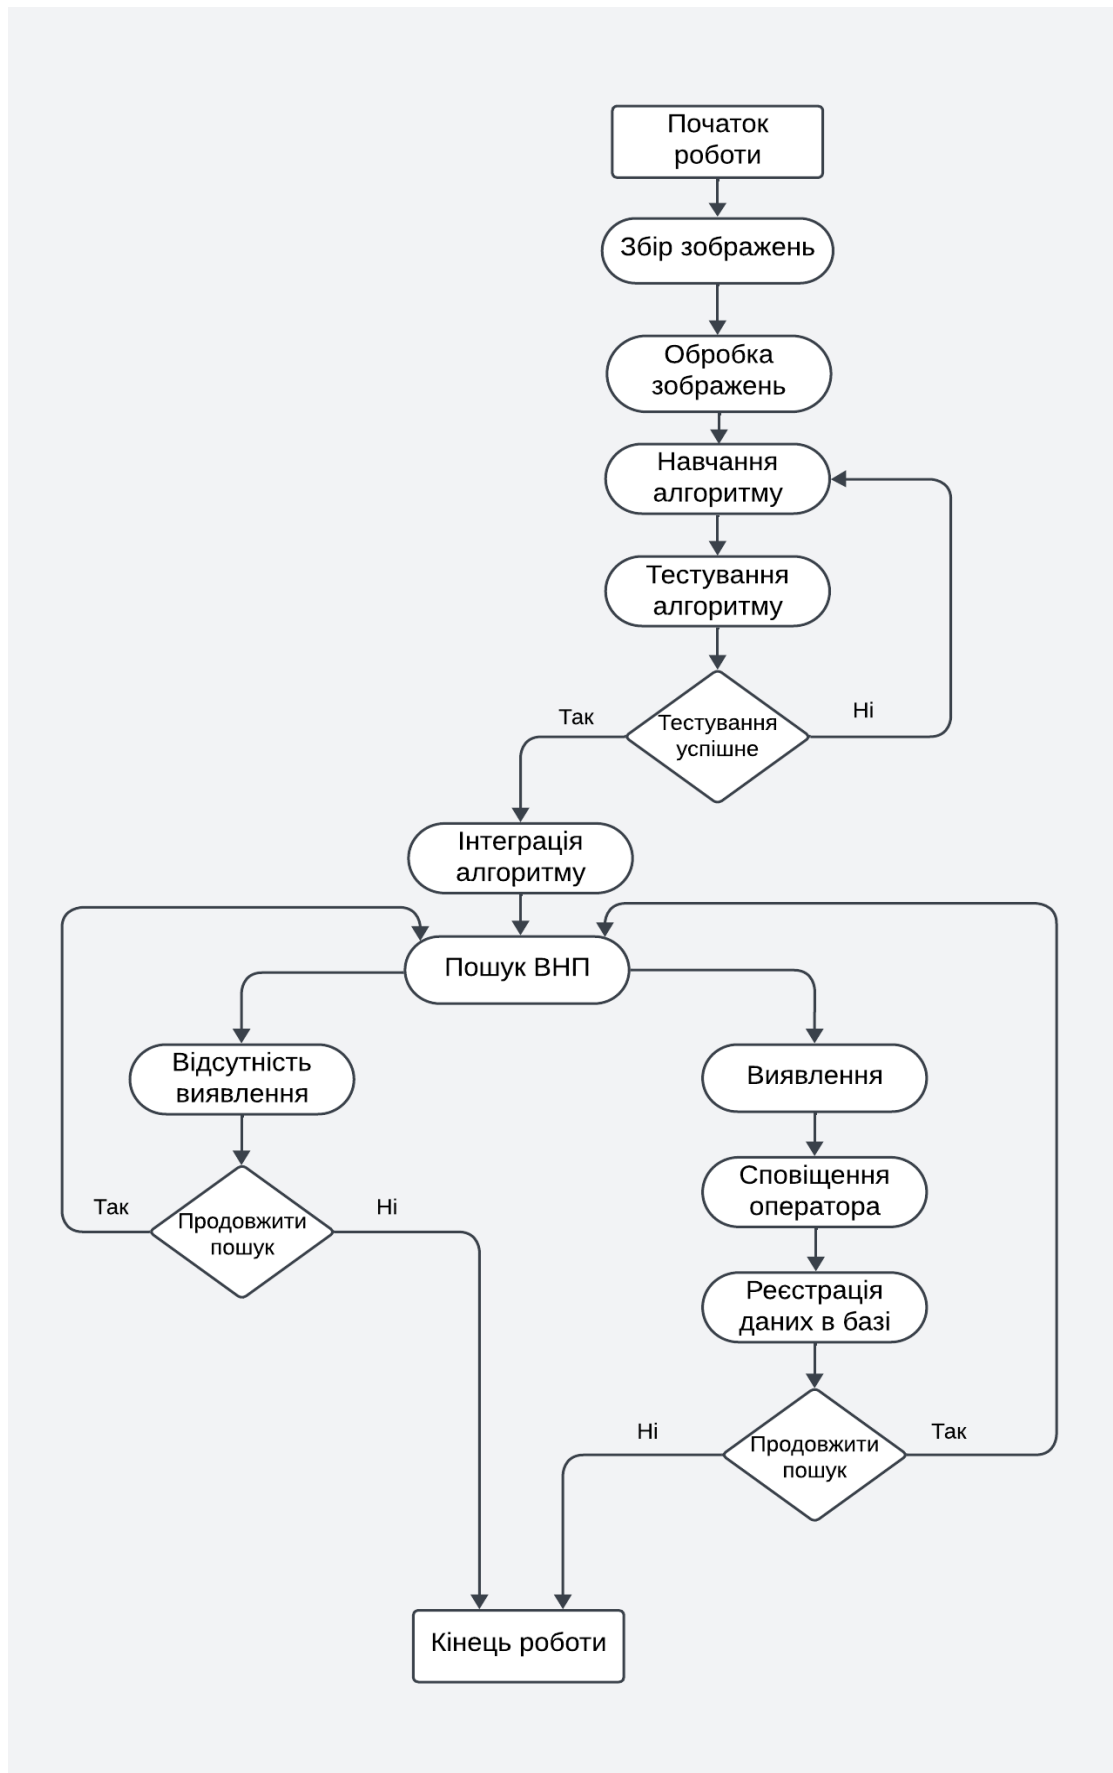 Початок
роботи
Збір зображень
Обробка
зображень
Навчання
алгоритму
Тестування
алгоритму
Тестування
успішне
Так
Ні
Інтеграція
алгоритму
Пошук ВНП
Відсутність
виявлення
Продовжити
пошук
Так
Ні
Виявлення
Сповіщення
оператора
Реєстрація
даних в базі
Продовжити
пошук
Ні
Так
Кінець роботи